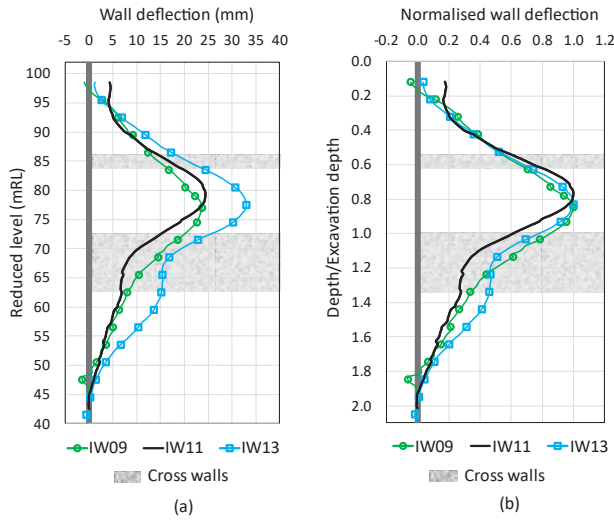 Wall deflection (mm)
-5 0 5 10 15 20 25 30 35 40
Reduced level (mRL)
100
95
90
85
80
75
70
65
60
55
50
45
40
IW09 IW11 IW13
Cross walls
(a)
Normalised wall deflection
-0.2 0.0 0.2 0.4 0.6 0.8 1.0 1.2
Depth/Excavation depth
0.0
0.2
0.4
0.6
0.8
1.0
1.2
1.4
1.6
1.8
2.0
IW09 IW11 IW13
Cross walls
(b)